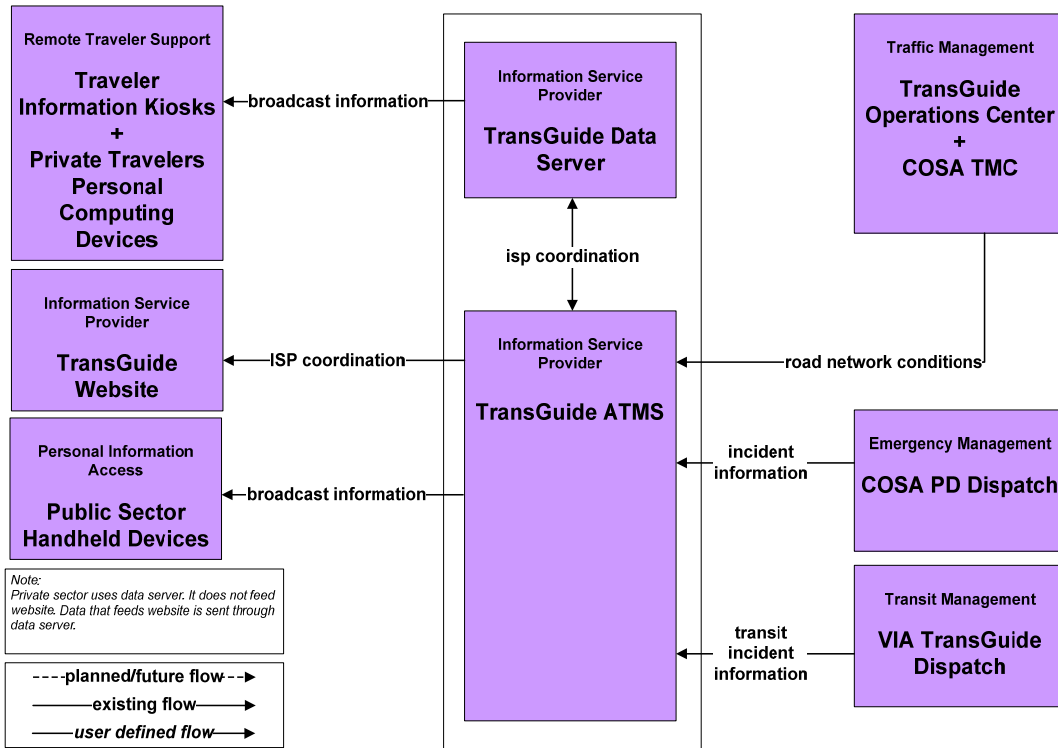 Remote Traveler Support
Traveler
Information Kiosks
+
Private Travelers
Personal
Computing
Devices
broadcast information
Information Service
Provider
TransGuide Data
Server
Traffic Management
TransGuide
Operations Center
+
COSA TMC
isp coordination
Information Service
Provider
TransGuide
Website
ISP coordination
Information Service
Provider
TransGuide ATMS
road network conditions
Personal Information
Access
Public Sector
Handheld Devices
broadcast information
incident
information
Emergency Management
COSA PD Dispatch
transit
incident
information
Transit Management
VIA TransGuide
Dispatch
Note:
Private sector uses data server. It does not feed
website. Data that feeds website is sent through
data server.
planned/future flow
existing flow
user defined flow